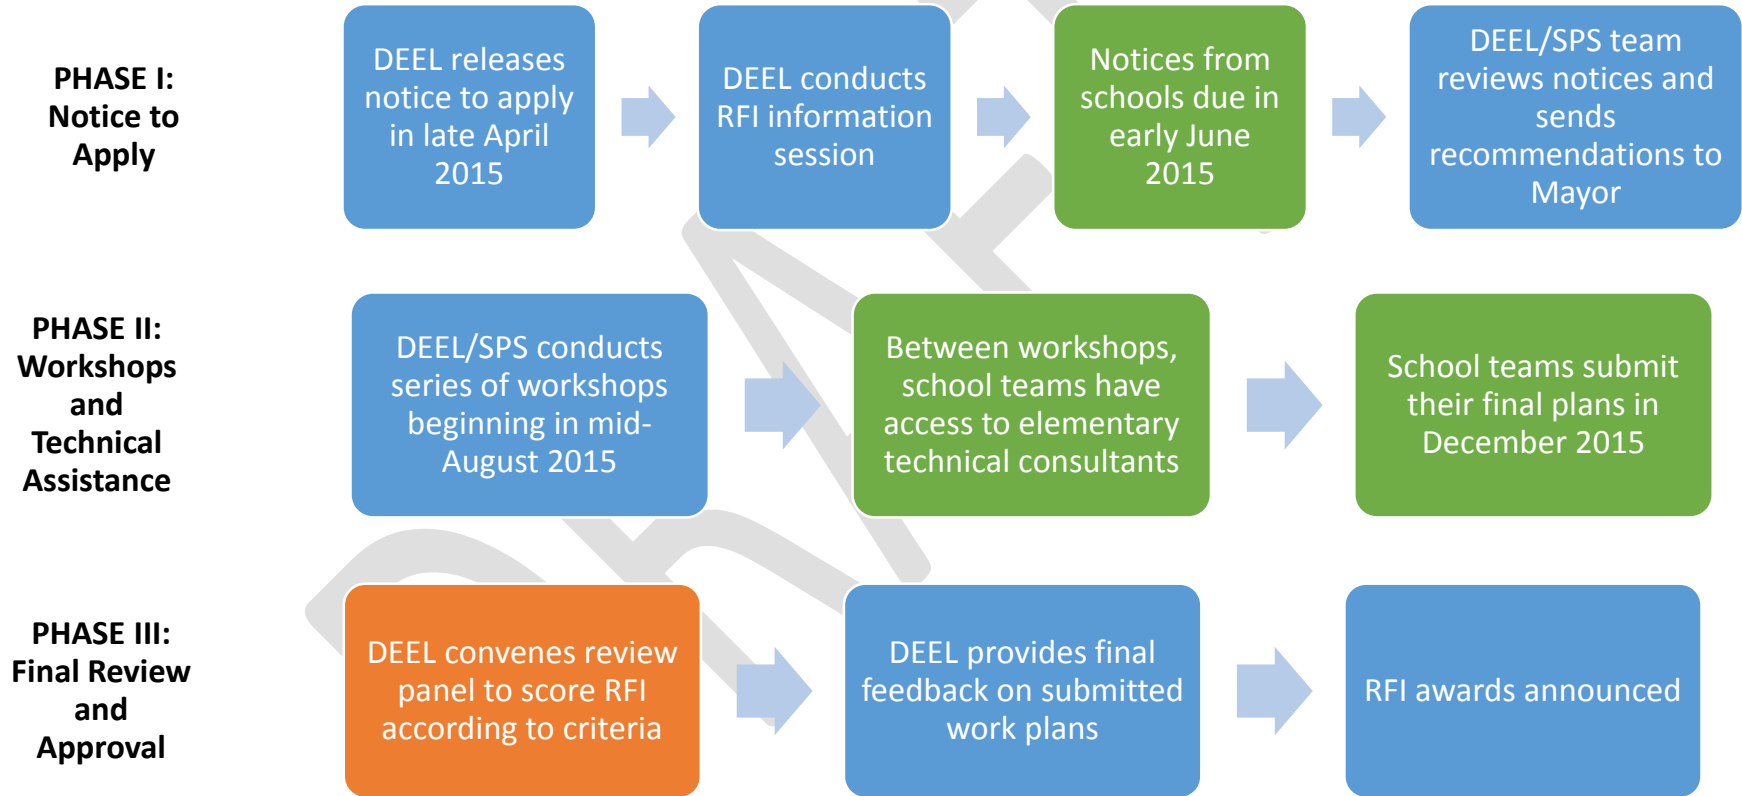 PHASE I:
Notice to
Apply
DEEL releases
notice to apply
in late April
2015
DEEL conducts
RFI information
session
Notices from
schools due in
early June
2015
DEEL/SPS team
reviews notices and
sends
recommendations to
Mayor
PHASE II:
Workshops
and
Technical
Assistance
DEEL/SPS conducts
series of workshops
beginning in mid-
August 2015
Between workshops,
school teams have
access to elementary
technical consultants
School teams submit
their final plans in
December 2015
PHASE III:
Final Review
and
Approval
DEEL convenes review
panel to score RFI
according to criteria
DEEL provides final
feedback on submitted
work plans
RFI awards announced